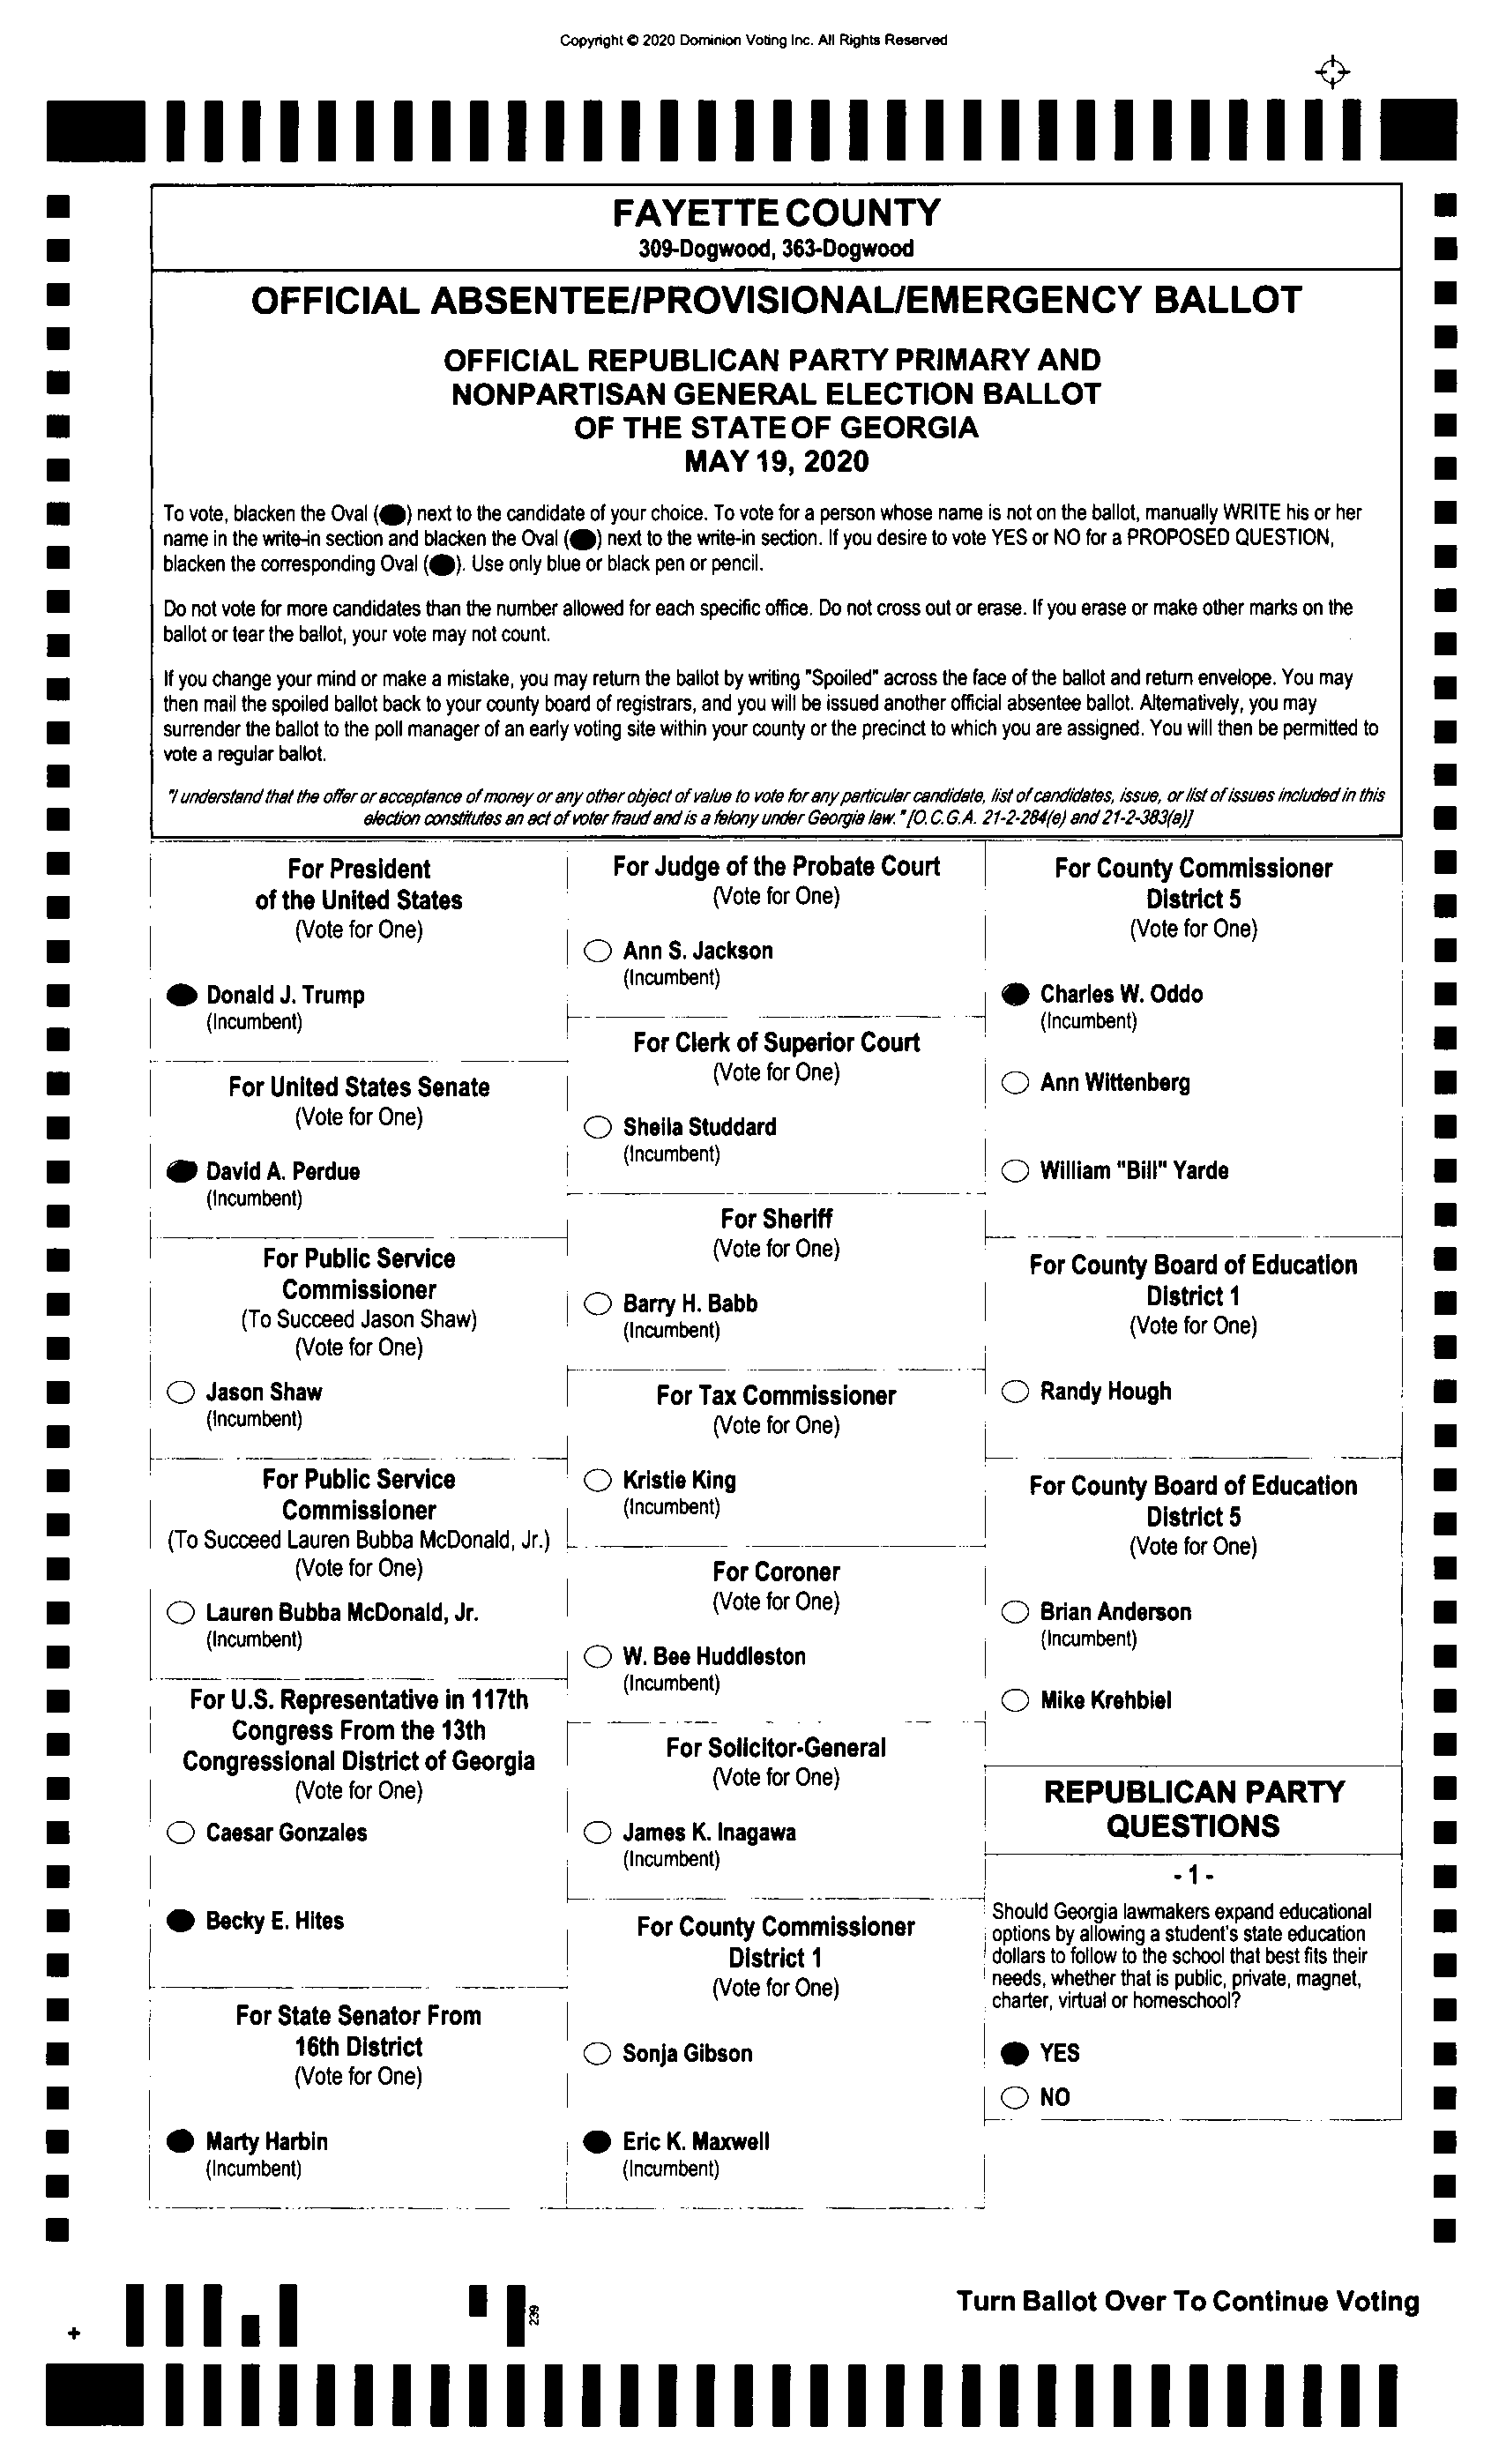 Copyright © 2020 Dominion Voting Inc. All Rights Reserved
FAYETTE COUNTY
309-Dogwood, 363-Dogwood
OFFICIAL ABSENTEE/PROVISIONAL/EMERGENCY BALLOT
OFFICIAL REPUBLICAN PARTY PRIMARY AND
NONPARTISAN GENERAL ELECTION BALLOT
OF THE STATE OF GEORGIA
MAY 19, 2020
To vote, blacken the Oval ( ) next to the candidate of your choice. To vote for a person whose name is not on the ballot, manually WRITE his or her
name in the write-in section and blacken the Oval ( ) next to the write-in section. If you desire to vote YES or NO for a PROPOSED QUESTION,
blacken the corresponding Oval ( ). Use only blue or black pen or pencil.
Do not vote for more candidates than the number allowed for each specific office. Do not cross out or erase. If you erase or make other marks on the
ballot or tear the ballot, your vote may not count.
If you change your mind or make a mistake, you may return the ballot by writing "Spoiled" across the face of the ballot and return envelope. You may
then mail the spoiled ballot back to your county board of registrars, and you will be issued another official absentee ballot. Alternatively, you may
surrender the ballot to the poll manager of an early voting site within your county or the precinct to which you are assigned. You will then be permitted to
vote a regular ballot.
"I understand that the offer or acceptance of money or any other object of value to vote for any particular candidate, list of candidates, issue, or list of issues included in this
election constitutes an act of voter fraud and is a felony under Georgia law." [O.C.G.A. 21-2-284(e) and 21-2-383(a)]
For President
of the United States
(Vote for One)
Donald J. Trump
(Incumbent)
For United States Senate
(Vote for One)
David A. Perdue
(Incumbent)
For Public Service
Commissioner
(To Succeed Jason Shaw)
(Vote for One)
Jason Shaw
(Incumbent)
For Public Service
Commissioner
(To Succeed Lauren Bubba McDonald, Jr.)
(Vote for One)
Lauren Bubba McDonald, Jr.
(Incumbent)
For U.S. Representative in 117th
Congress From the 13th
Congressional District of Georgia
(Vote for One)
Caesar Gonzales
Becky E. Hites
For State Senator From
16th District
(Vote for One)
Marty Harbin
(Incumbent)
For Judge of the Probate Court
(Vote for One)
Ann S. Jackson
(Incumbent)
For Clerk of Superior Court
(Vote for One)
Sheila Studdard
(Incumbent)
For Sheriff
(Vote for One)
Barry H. Babb
(Incumbent)
For Tax Commissioner
(Vote for One)
Kristie King
(Incumbent)
For Coroner
(Vote for One)
W. Bee Huddleston
(Incumbent)
For Solicitor-General
(Vote for One)
James K. Inagawa
(Incumbent)
For County Commissioner
District 1
(Vote for One)
Sonja Gibson
Eric K. Maxwell
(Incumbent)
For County Commissioner
District 5
(Vote for One)
Charles W. Oddo
(Incumbent)
Ann Wittenberg
William "Bill" Yarde
For County Board of Education
District 1
(Vote for One)
Randy Hough
For County Board of Education
District 5
(Vote for One)
Brian Anderson
(Incumbent)
Mike Krehbiel
REPUBLICAN PARTY
QUESTIONS
- 1 -
Should Georgia lawmakers expand educational
options by allowing a student's state education
dollars to follow to the school that best fits their
needs, whether that is public, private, magnet,
charter, virtual or homeschool?
YES
NO
239
Turn Ballot Over To Continue Voting